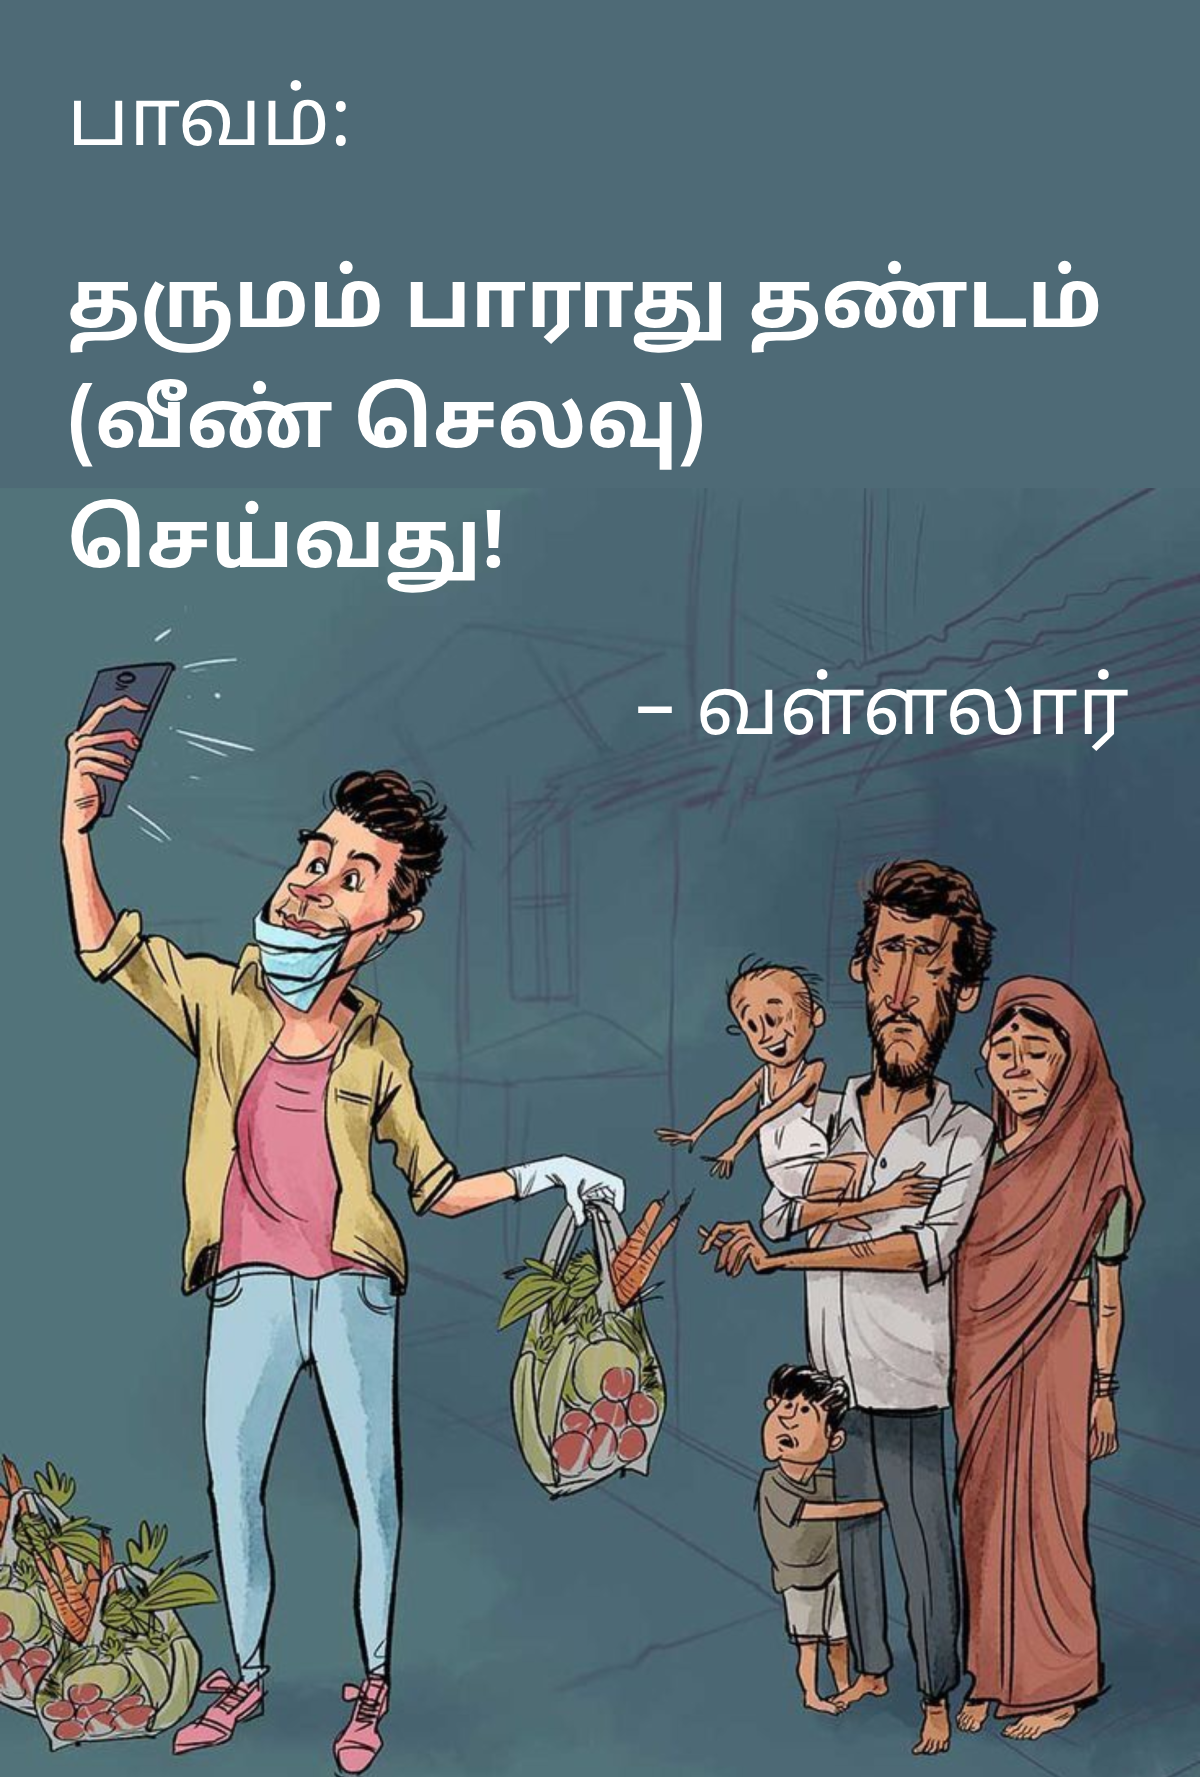 பாவம்:
தருமம் பாராது தண்டம்
(வீண் செலவு)
செய்வது!
– வள்ளலார்